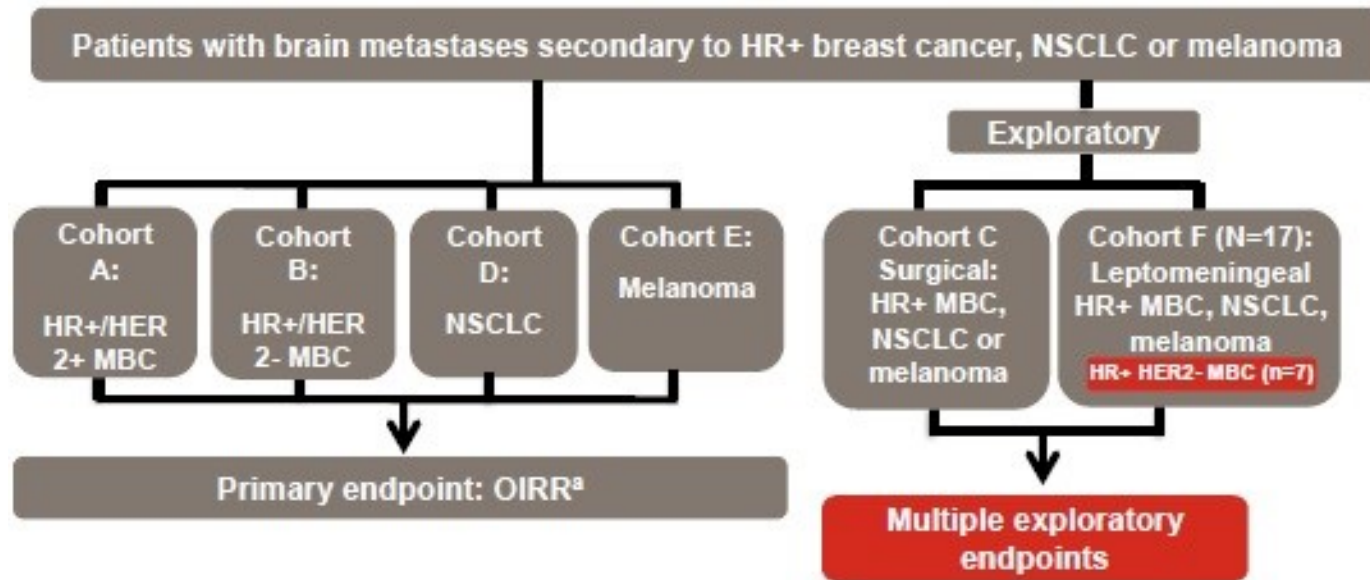 Patients with brain metastases secondary to HR+ breast cancer, NSCLC or melanoma
Exploratory
Cohort
A:
HR+/HER
2+ MBC
Cohort
B:
HR+/HER
2- MBC
Cohort
D:
NSCLC
Cohort E:
Melanoma
Cohort C
Surgical:
HR+ MBC,
NSCLC or
melanoma
Cohort F (N=17):
Leptomeningeal
HR+ MBC, NSCLC,
melanoma
HR+ HER2- MBC (n=7)
Primary endpoint: OIRRª
Multiple exploratory
endpoints